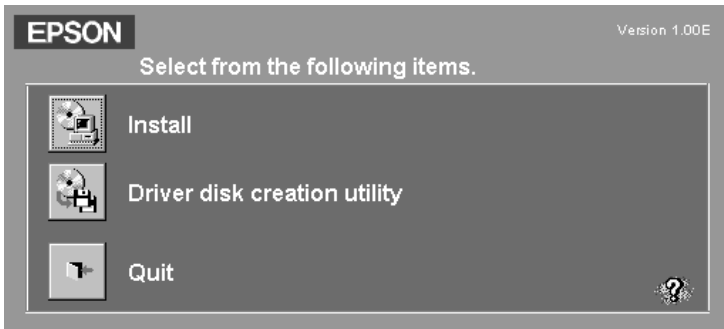 EPSON
Version 1.00E
Select from the following items.
Install
Driver disk creation utility
Quit
?